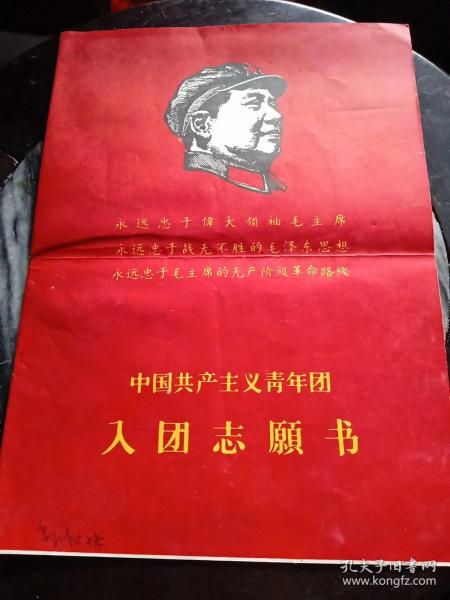 永远忠于偉大领袖毛主席
永远忠于战无不胜的毛泽东思想
永远忠于毛主席的无产阶级革命路线
中国共产主义靑年团
入团志願书
孔夫子旧书网
www.kongfz.com